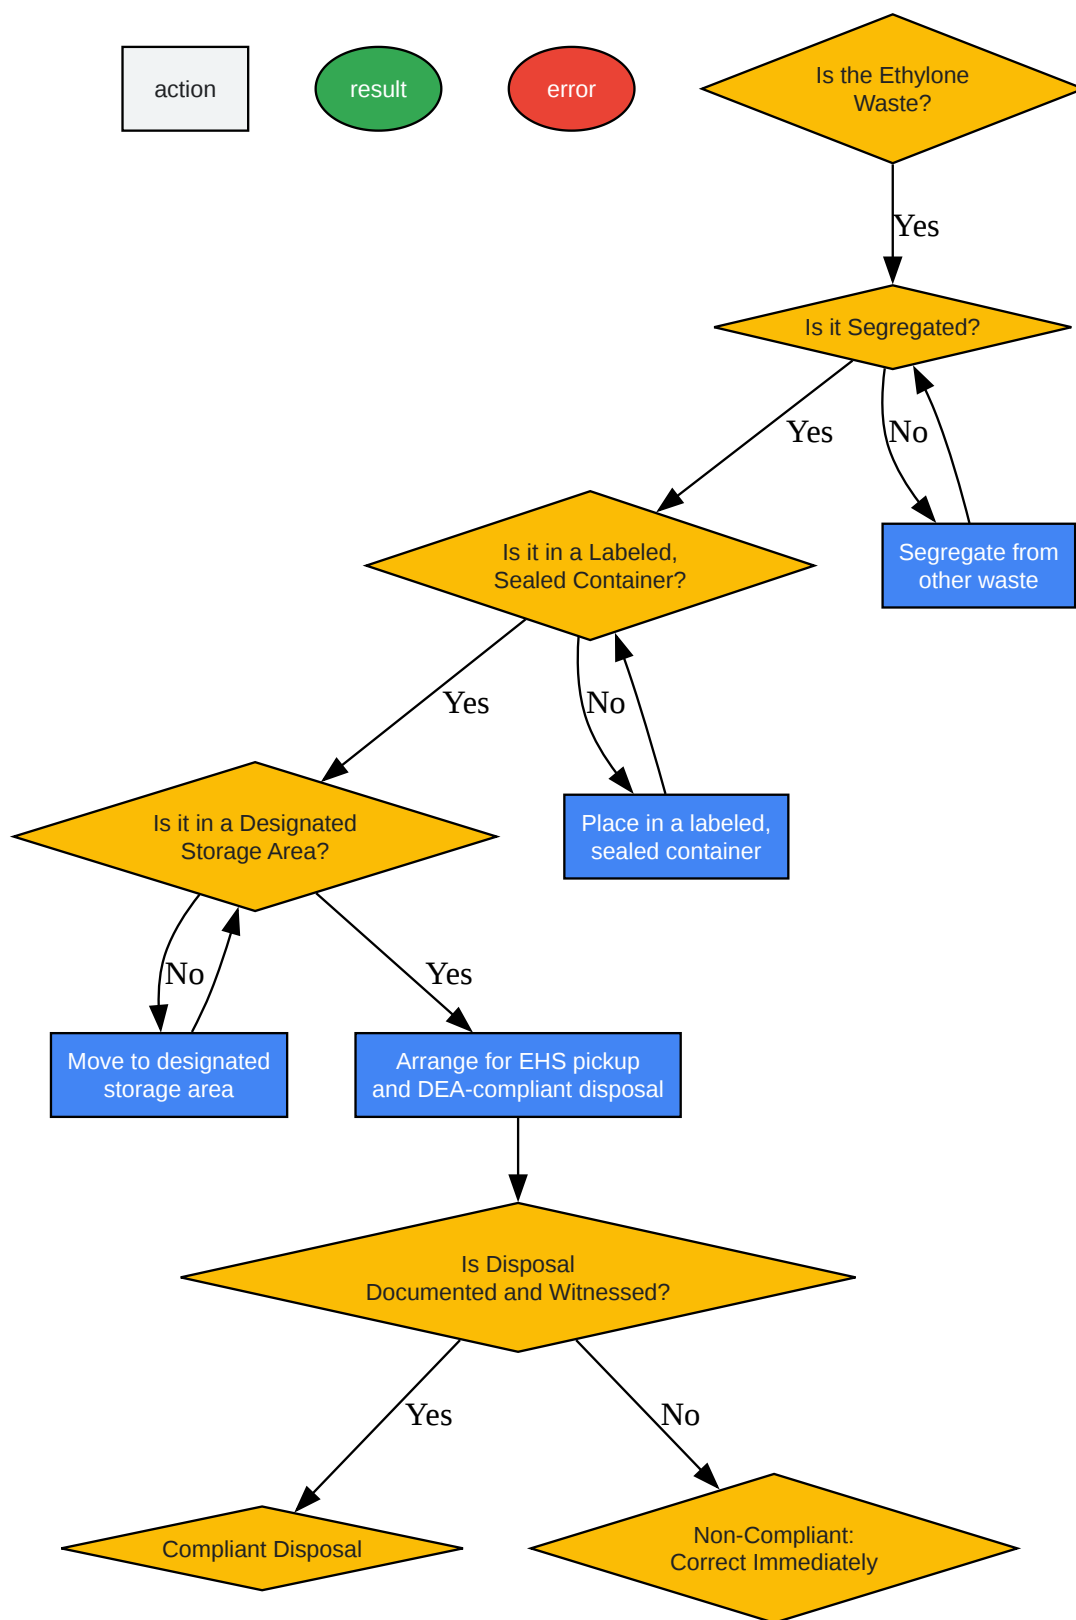 action
result
error
Is the Ethylone
Waste?
Yes
Is it Segregated?
Yes
No
Is it in a Labeled,
Sealed Container?
Segregate from
other waste
Yes
No
Is it in a Designated
Storage Area?
Place in a labeled,
sealed container
No
Yes
Move to designated
storage area
Arrange for EHS pickup
and DEA-compliant disposal
Is Disposal
Documented and Witnessed?
Yes
No
Compliant Disposal
Non-Compliant:
Correct Immediately